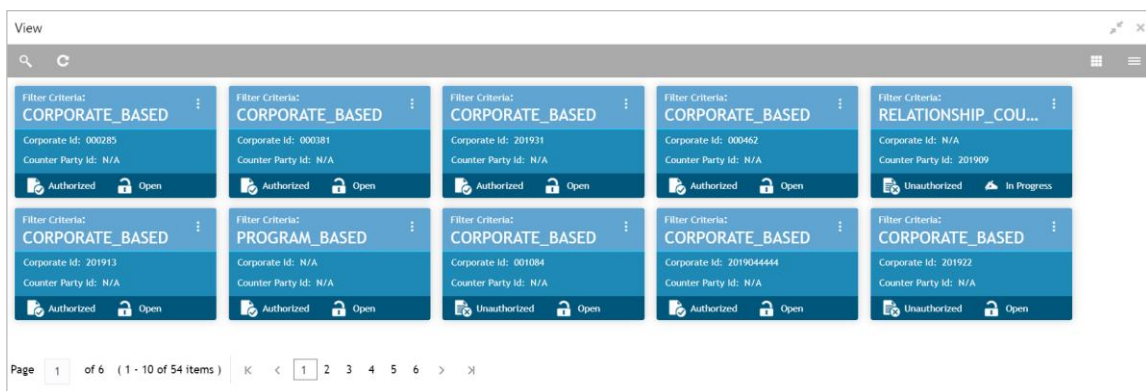 View
Filter Criteria:
CORPORATE_BASED
Corporate Id: 000285
Counter Party Id: N/A
Authorized Open
Filter Criteria:
CORPORATE_BASED
Corporate Id: 000381
Counter Party Id: N/A
Authorized Open
Filter Criteria:
CORPORATE_BASED
Corporate Id: 201931
Counter Party Id: N/A
Authorized Open
Filter Criteria:
CORPORATE_BASED
Corporate Id: 000462
Counter Party Id: N/A
Authorized Open
Filter Criteria:
RELATIONSHIP_COU...
Corporate Id: N/A
Counter Party Id: 201909
Unauthorized In Progress
Filter Criteria:
CORPORATE_BASED
Corporate Id: 201913
Counter Party Id: N/A
Authorized Open
Filter Criteria:
PROGRAM_BASED
Corporate Id: N/A
Counter Party Id: N/A
Authorized Open
Filter Criteria:
CORPORATE_BASED
Corporate Id: 001084
Counter Party Id: N/A
Unauthorized Open
Filter Criteria:
CORPORATE_BASED
Corporate Id: 2019044444
Counter Party Id: N/A
Authorized Open
Filter Criteria:
CORPORATE_BASED
Corporate Id: 201922
Counter Party Id: N/A
Unauthorized Open
Page 1 of 6 ( 1 - 10 of 54 items ) 1 2 3 4 5 6